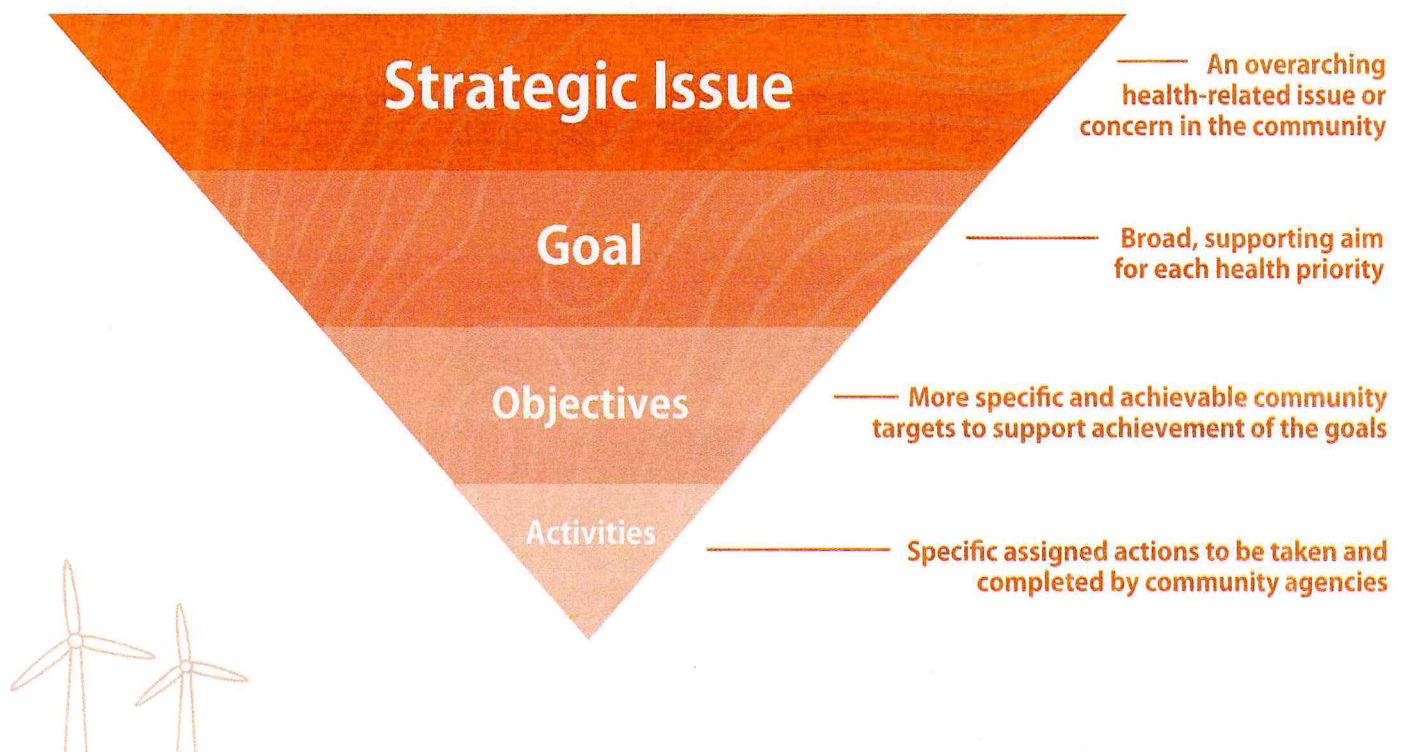 Strategic Issue
An overarching
health-related issue or
concern in the community
Goal
Broad, supporting aim
for each health priority
Objectives
More specific and achievable community
targets to support achievement of the goals
Activities
Specific assigned actions to be taken and
completed by community agencies